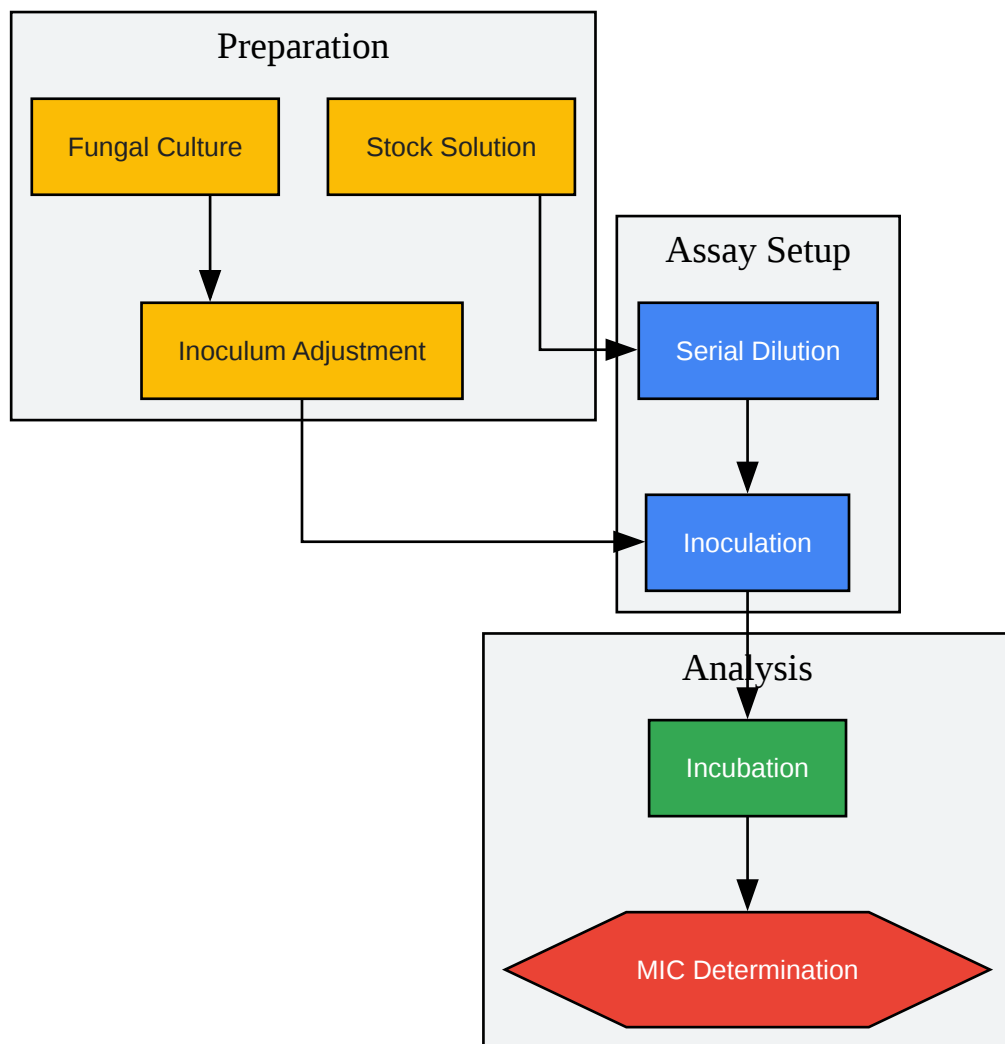 Preparation
Fungal Culture
Stock Solution
Inoculum Adjustment
Assay Setup
Serial Dilution
Inoculation
Analysis
Incubation
MIC Determination